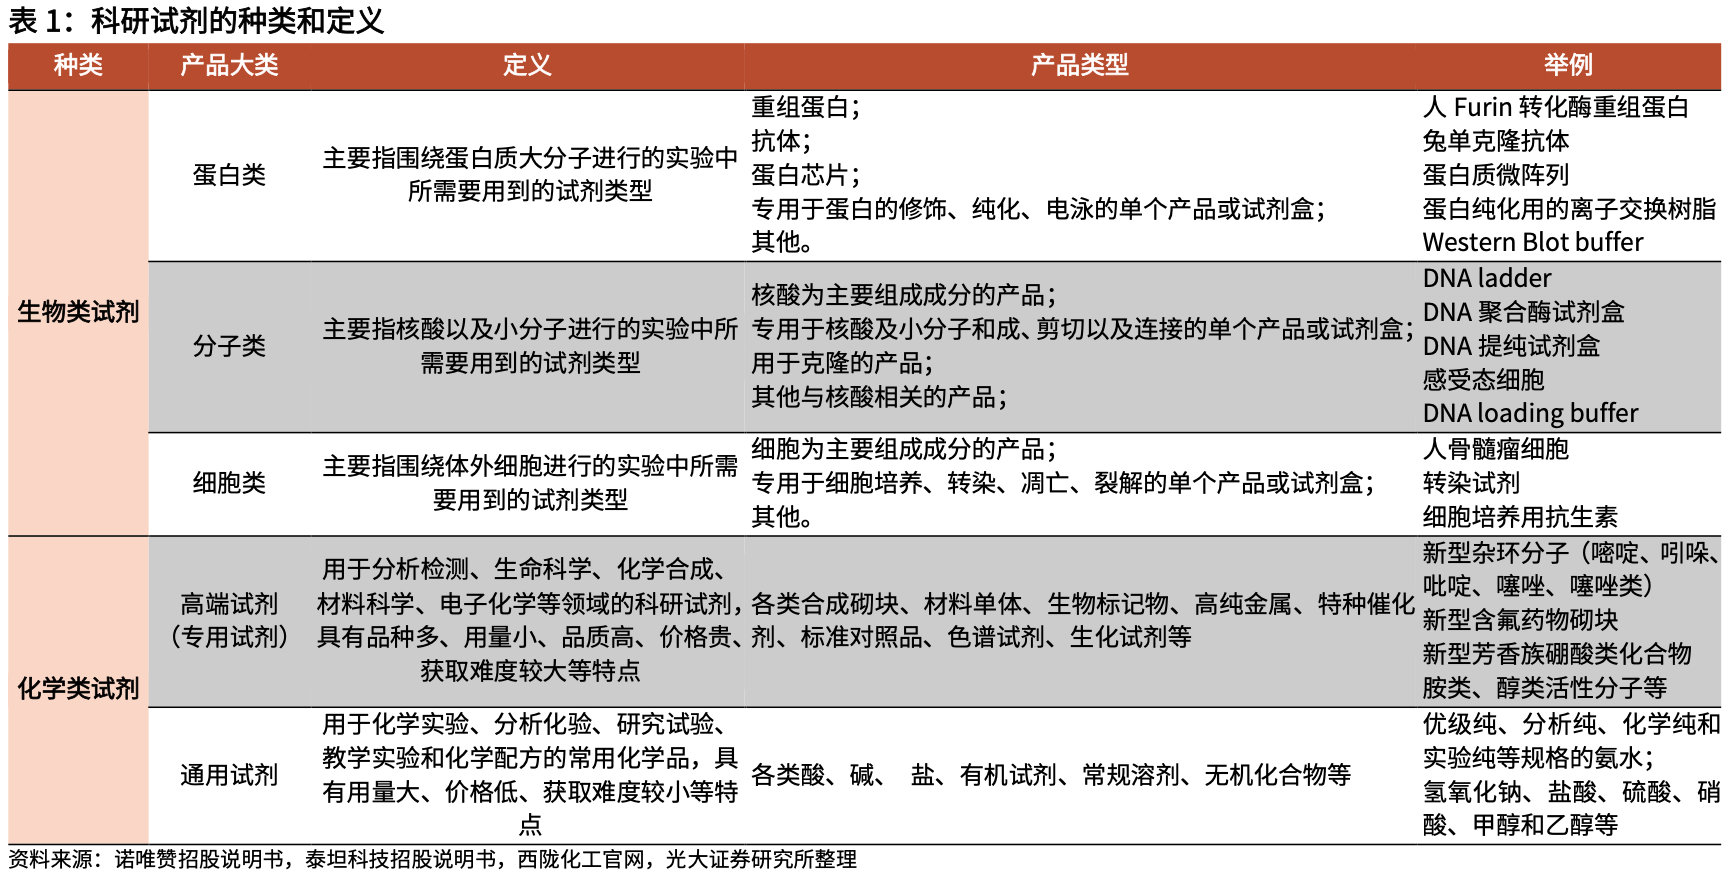 表 1：科研试剂的种类和定义
种类 产品大类 定义 产品类型 举例
生物类试剂
蛋白类
主要指围绕蛋白质大分子进行的实验中
所需要用到的试剂类型
重组蛋白；
抗体；
蛋白芯片；
专用于蛋白的修饰、纯化、电泳的单个产品或试剂盒；
其他。
人 Furin 转化酶重组蛋白
兔单克隆抗体
蛋白质微阵列
蛋白纯化用的离子交换树脂
Western Blot buffer
分子类
主要指核酸以及小分子进行的实验中所
需要用到的试剂类型
核酸为主要组成成分的产品；
专用于核酸及小分子和成、剪切以及连接的单个产品或试剂盒；
用于克隆的产品；
其他与核酸相关的产品；
DNA ladder
DNA 聚合酶试剂盒
DNA 提纯试剂盒
感受态细胞
DNA loading buffer
细胞类
主要指围绕体外细胞进行的实验中所需
要用到的试剂类型
细胞为主要组成成分的产品；
专用于细胞培养、转染、凋亡、裂解的单个产品或试剂盒；
其他。
人骨髓瘤细胞
转染试剂
细胞培养用抗生素
化学类试剂
高端试剂
（专用试剂）
用于分析检测、生命科学、化学合成、
材料科学、电子化学等领域的科研试剂，
具有品种多、用量小、品质高、价格贵、
获取难度较大等特点
各类合成砌块、材料单体、生物标记物、高纯金属、特种催化
剂、标准对照品、色谱试剂、生化试剂等
新型杂环分子（嘧啶、吲哚、
吡啶、噻唑、噻唑类）
新型含氟药物砌块
新型芳香族硼酸类化合物
胺类、醇类活性分子等
通用试剂
用于化学实验、分析化验、研究试验、
教学实验和化学配方的常用化学品，具
有用量大、价格低、获取难度较小等特
点
各类酸、碱、 盐、有机试剂、常规溶剂、无机化合物等
优级纯、分析纯、化学纯和
实验纯等规格的氨水；
氢氧化钠、盐酸、硫酸、硝
酸、甲醇和乙醇等
资料来源：诺唯赞招股说明书，泰坦科技招股说明书，西陇化工官网，光大证券研究所整理